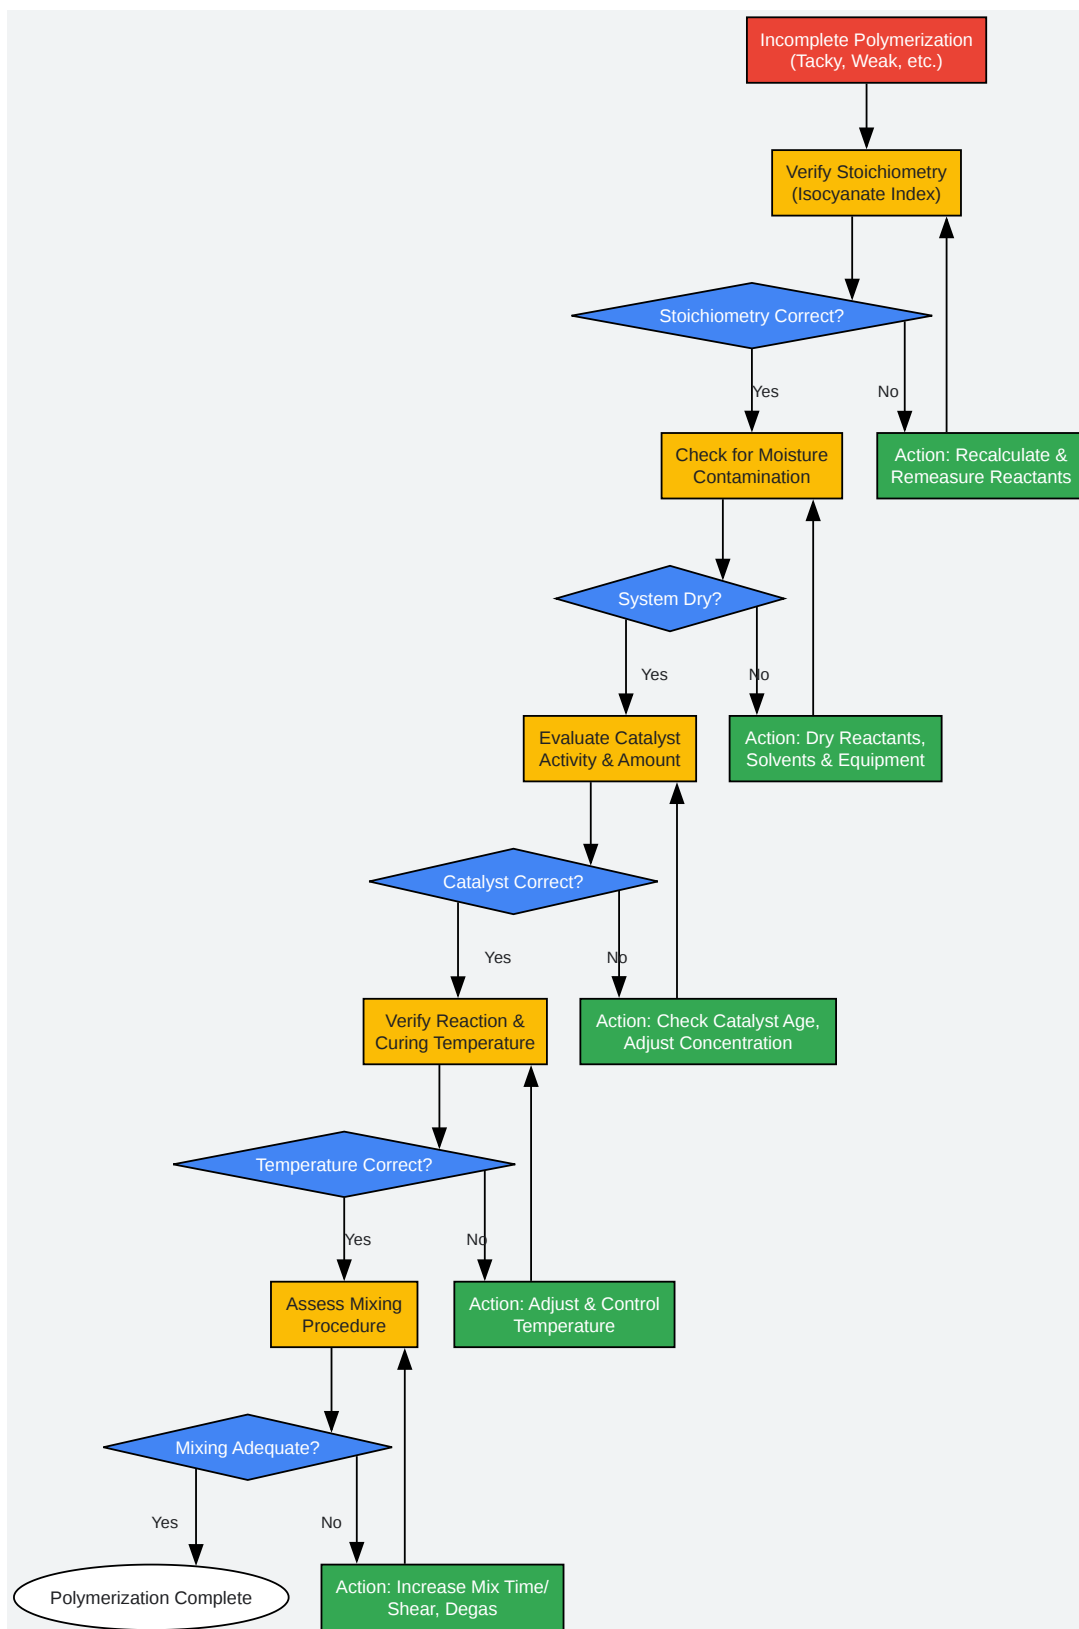 Incomplete Polymerization
(Tacky, Weak, etc.)
Verify Stoichiometry
(Isocyanate Index)
Stoichiometry Correct?
Yes
No
Check for Moisture
Contamination
Action: Recalculate &
Remeasure Reactants
System Dry?
Yes
No
Evaluate Catalyst
Activity & Amount
Action: Dry Reactants,
Solvents & Equipment
Catalyst Correct?
Yes
No
Verify Reaction &
Curing Temperature
Action: Check Catalyst Age,
Adjust Concentration
Temperature Correct?
Yes
No
Assess Mixing
Procedure
Action: Adjust & Control
Temperature
Mixing Adequate?
Yes
No
Polymerization Complete
Action: Increase Mix Time/
Shear, Degas